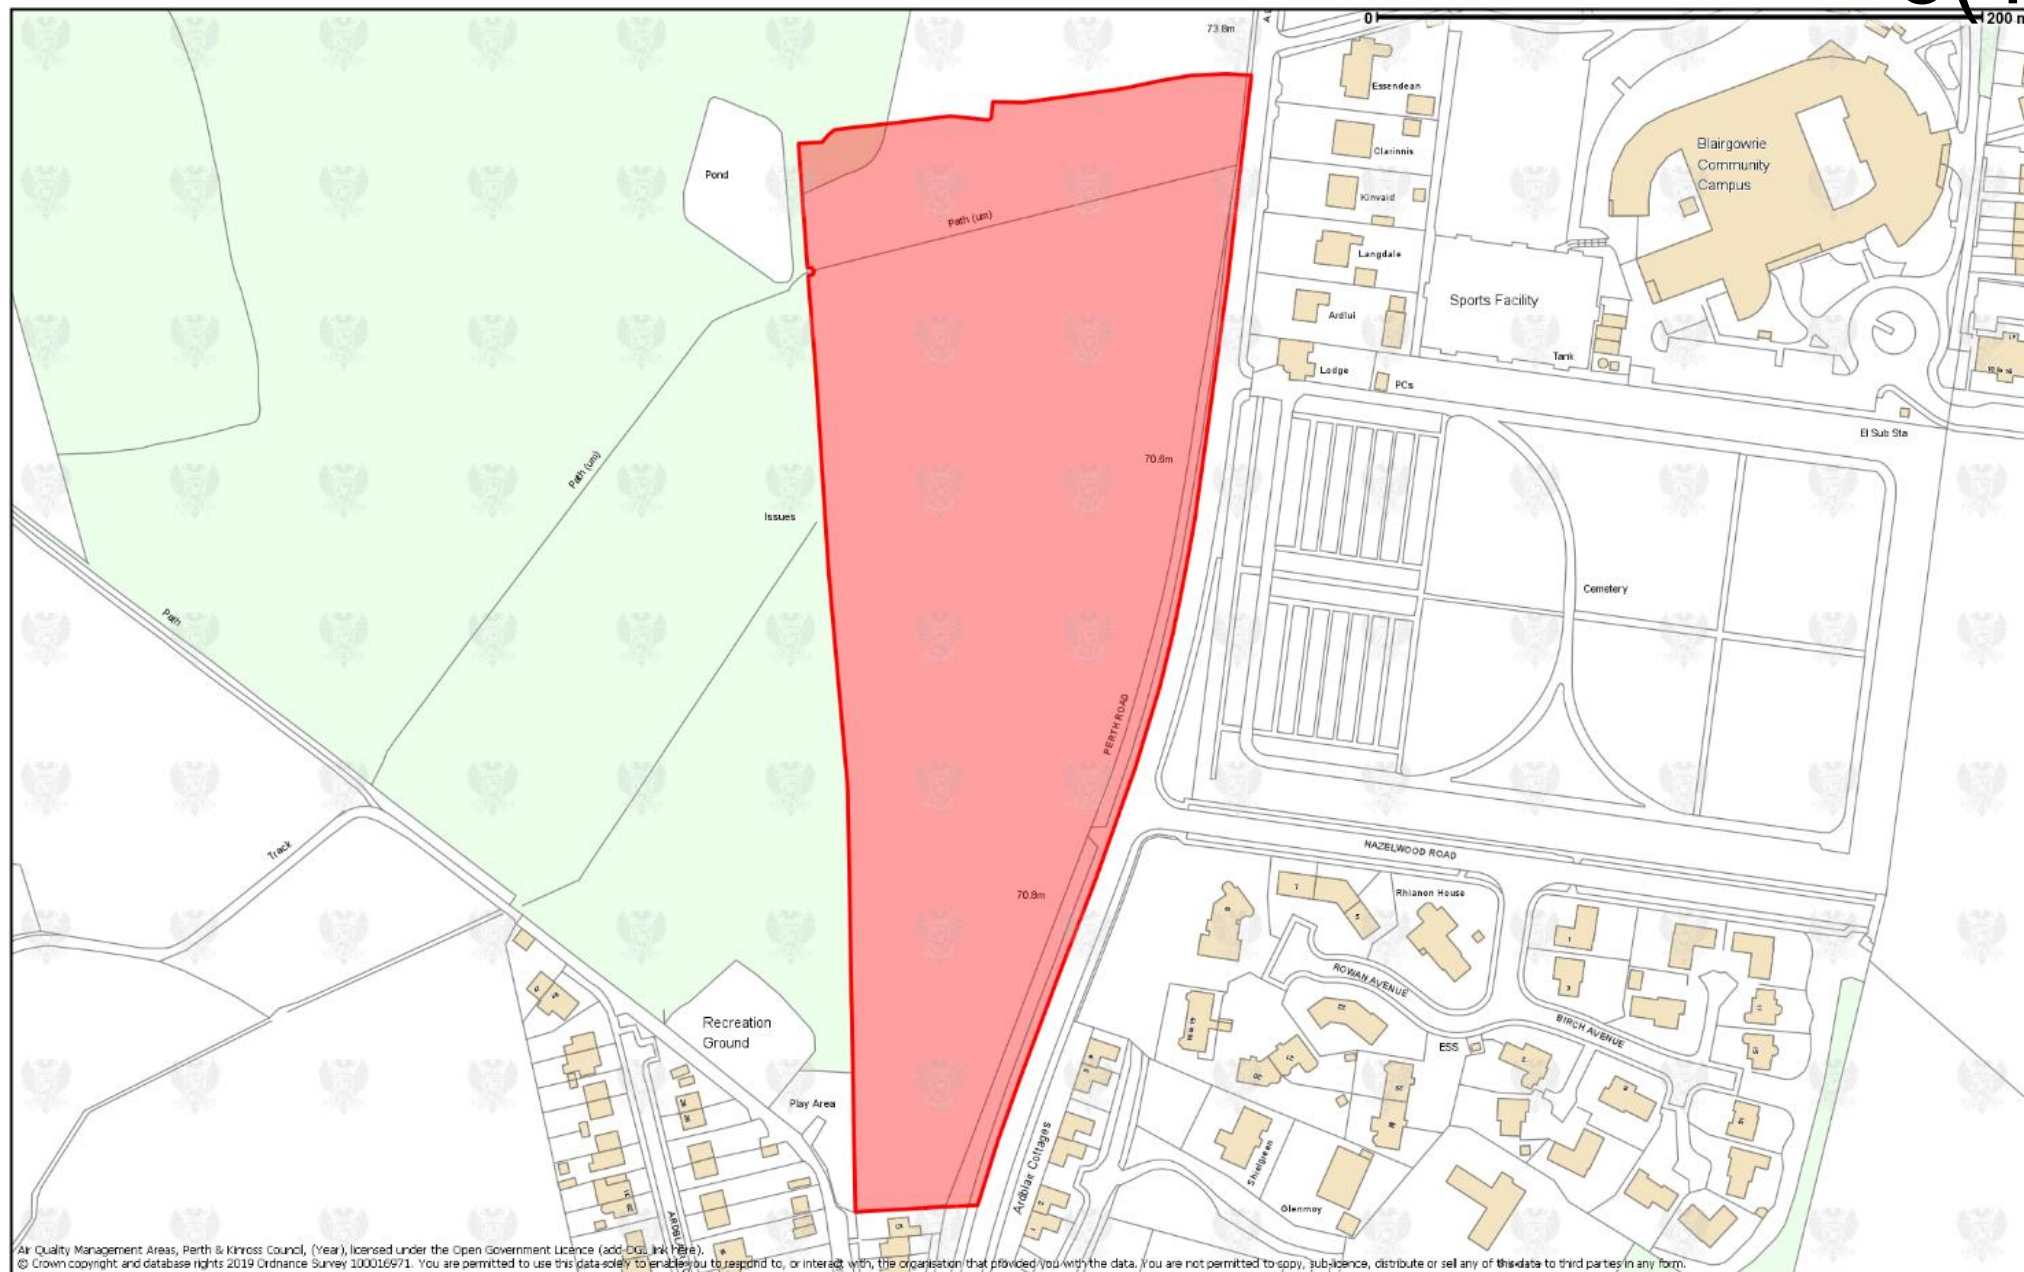 0
200 m
73.8m
Essendean
Clarinnis
Kinvaid
Langdale
Ardlui
Lodge
PCs
Blairgowrie
Community
Campus
Sports Facility
Tank
El Sub Sta
Pond
Path (um)
Path (um)
Issues
70.6m
Cemetery
Path
Track
PERTH ROAD
70.8m
HAZELWOOD ROAD
Rhianon House
ROWAN AVENUE
BIRCH AVENUE
ESS
Recreation
Ground
Play Area
Ardblair Cottages
Shielgreen
Glenmoy
Air Quality Management Areas, Perth & Kinross Council, (Year), licensed under the Open Government Licence (add OGL link here).
© Crown copyright and database rights 2019 Ordnance Survey 100016971. You are permitted to use this data solely to enable you to respond to, or interact with, the organisation that provided you with the data. You are not permitted to copy, sub-licence, distribute or sell any of this data to third parties in any form.